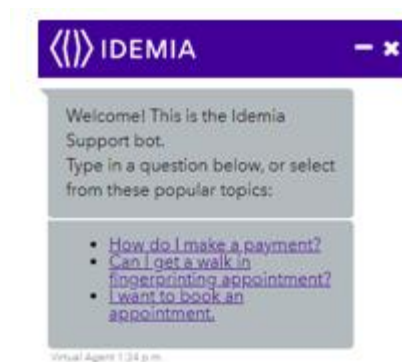 IDEMIA
Welcome! This is the Idemia
Support bot.
Type in a question below, or select
from these popular topics:
How do I make a payment?
Can I get a walk in
fingerprinting appointment?
I want to book an
appointment.
Virtual Agent 1:24 p.m.